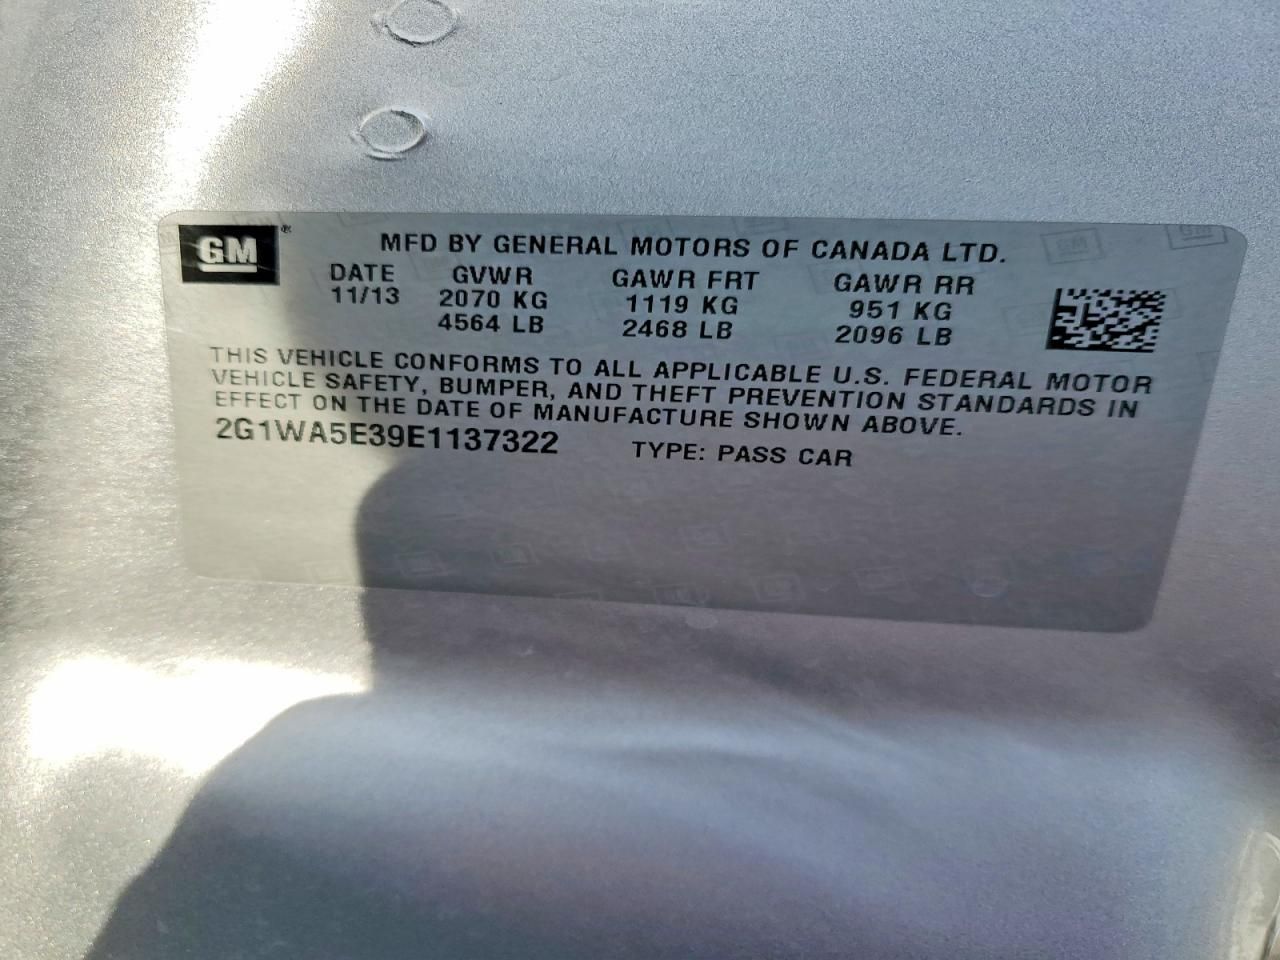 GM®
MFD BY GENERAL MOTORS OF CANADA LTD.
DATE GVWR GAWR FRT GAWR RR
11/13 2070 KG 1119 KG 951 KG
4564 LB 2468 LB 2096 LB
THIS VEHICLE CONFORMS TO ALL APPLICABLE U.S. FEDERAL MOTOR
VEHICLE SAFETY, BUMPER, AND THEFT PREVENTION STANDARDS IN
EFFECT ON THE DATE OF MANUFACTURE SHOWN ABOVE.
2G1WA5E39E1137322 TYPE: PASS CAR